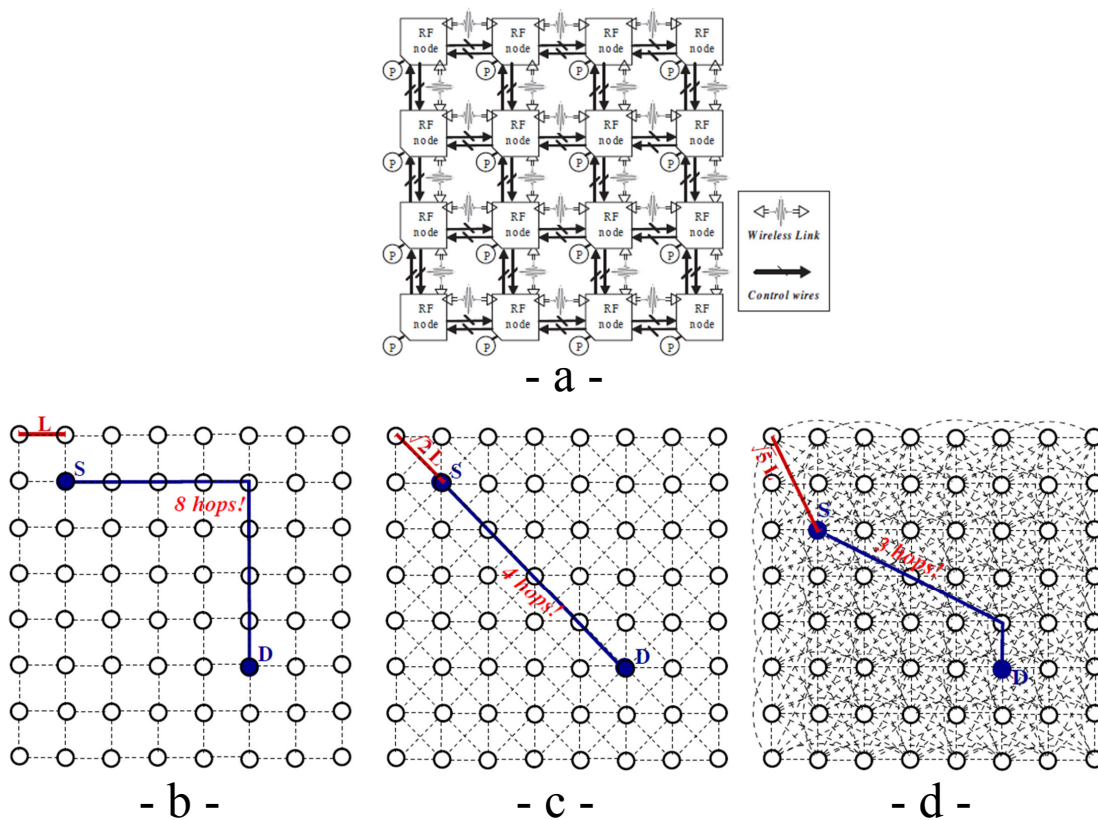 RF RF RF RF
node node node node
P P P P
RF RF RF RF
node node node node
P P P P
RF RF RF RF
node node node node
P P P P
RF RF RF RF
node node node node
P P P P
Wireless Link
Control wires
- a -
L
S
8 hops!
D
- b -
√2L
S
4 hops!
D
- c -
√5L
S
3 hops!
D
- d -